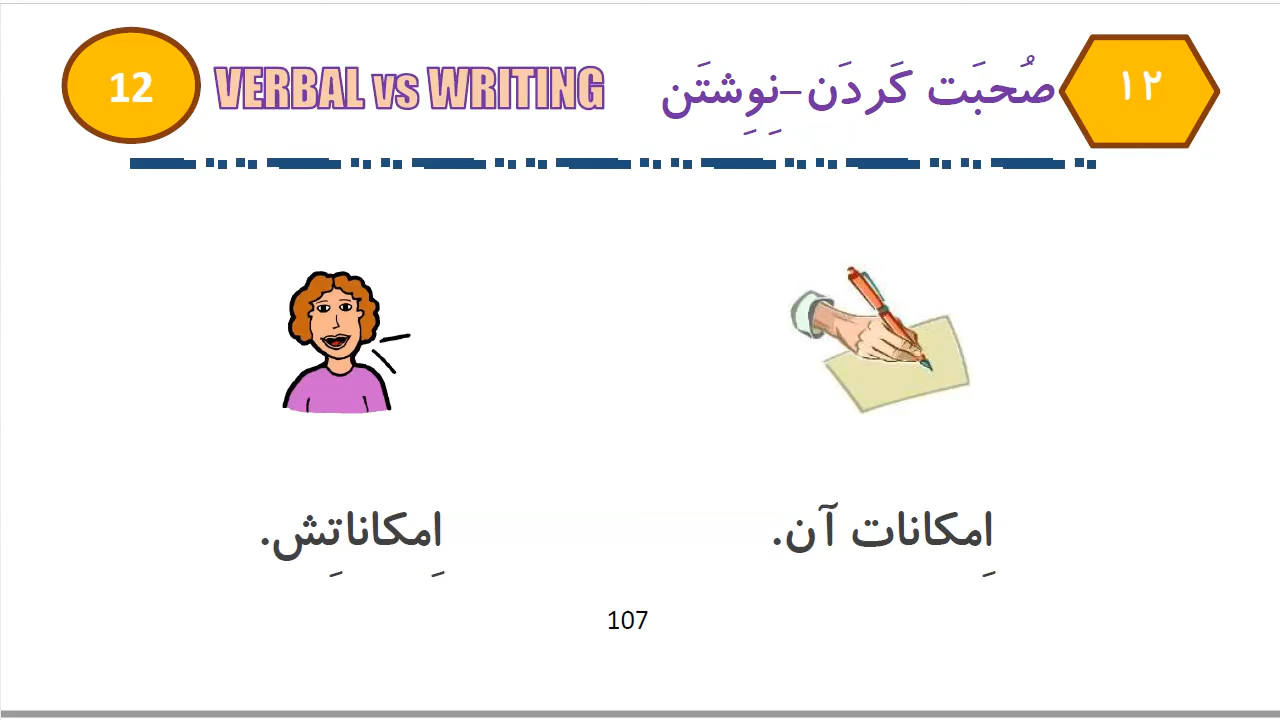 12
VERBAL vs WRITING
صُحبَت کَردَن-نِوِشتَن
۱۲
اِمکانات آن.
اِمکاناتِش.
107